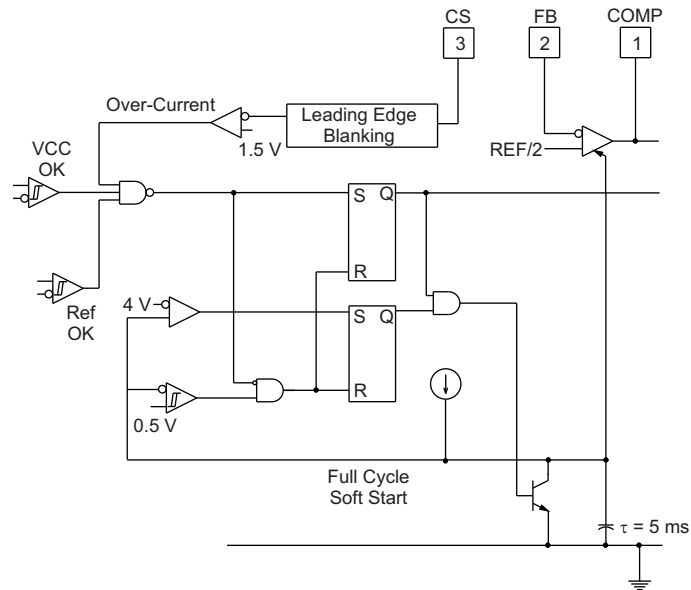 CS
FB
COMP
3
2
1
Over-Current
Leading Edge
Blanking
1.5 V
REF/2
VCC
OK
S
Q
R
Ref
OK
4 V
S
Q
R
0.5 V
Full Cycle
Soft Start
τ = 5 ms